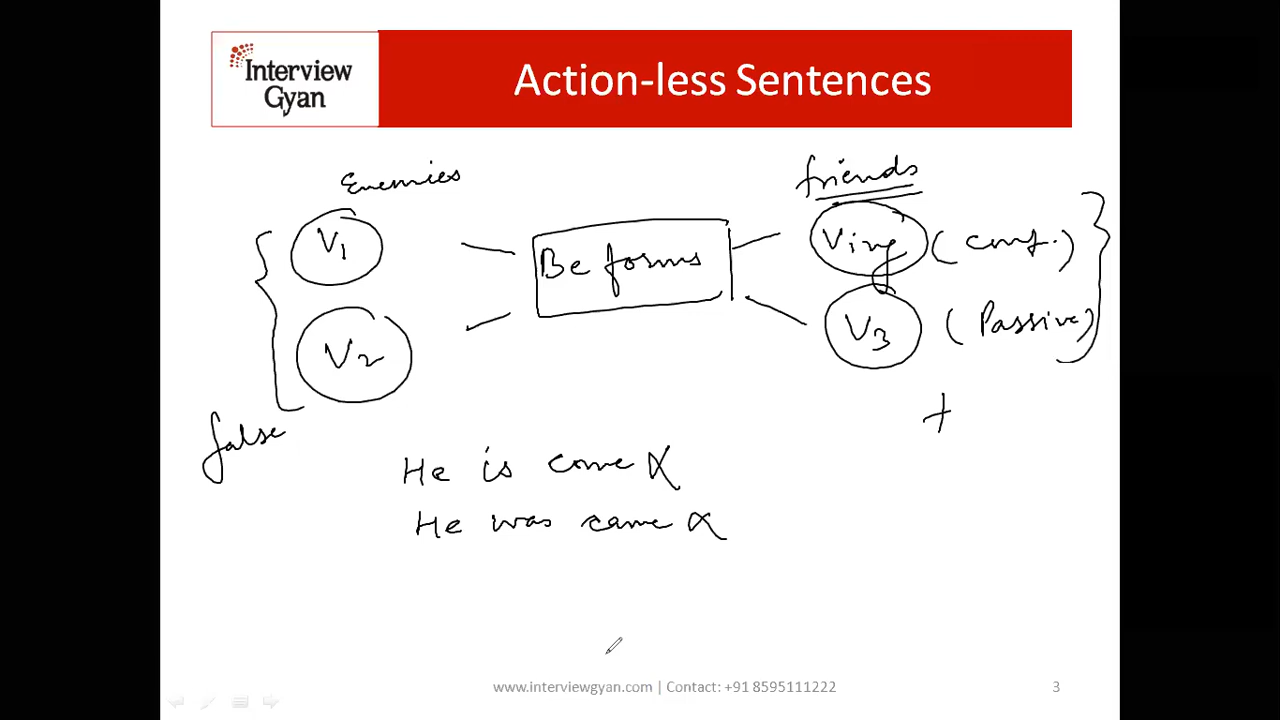 Interview
Gyan
Action-less Sentences
Enemies
friends
V1
Be forms
Ving (cont.)
V2
V3 (Passive)
+
false
He is come X
He was came X
www.interviewgyan.com | Contact: +91 8595111222
3